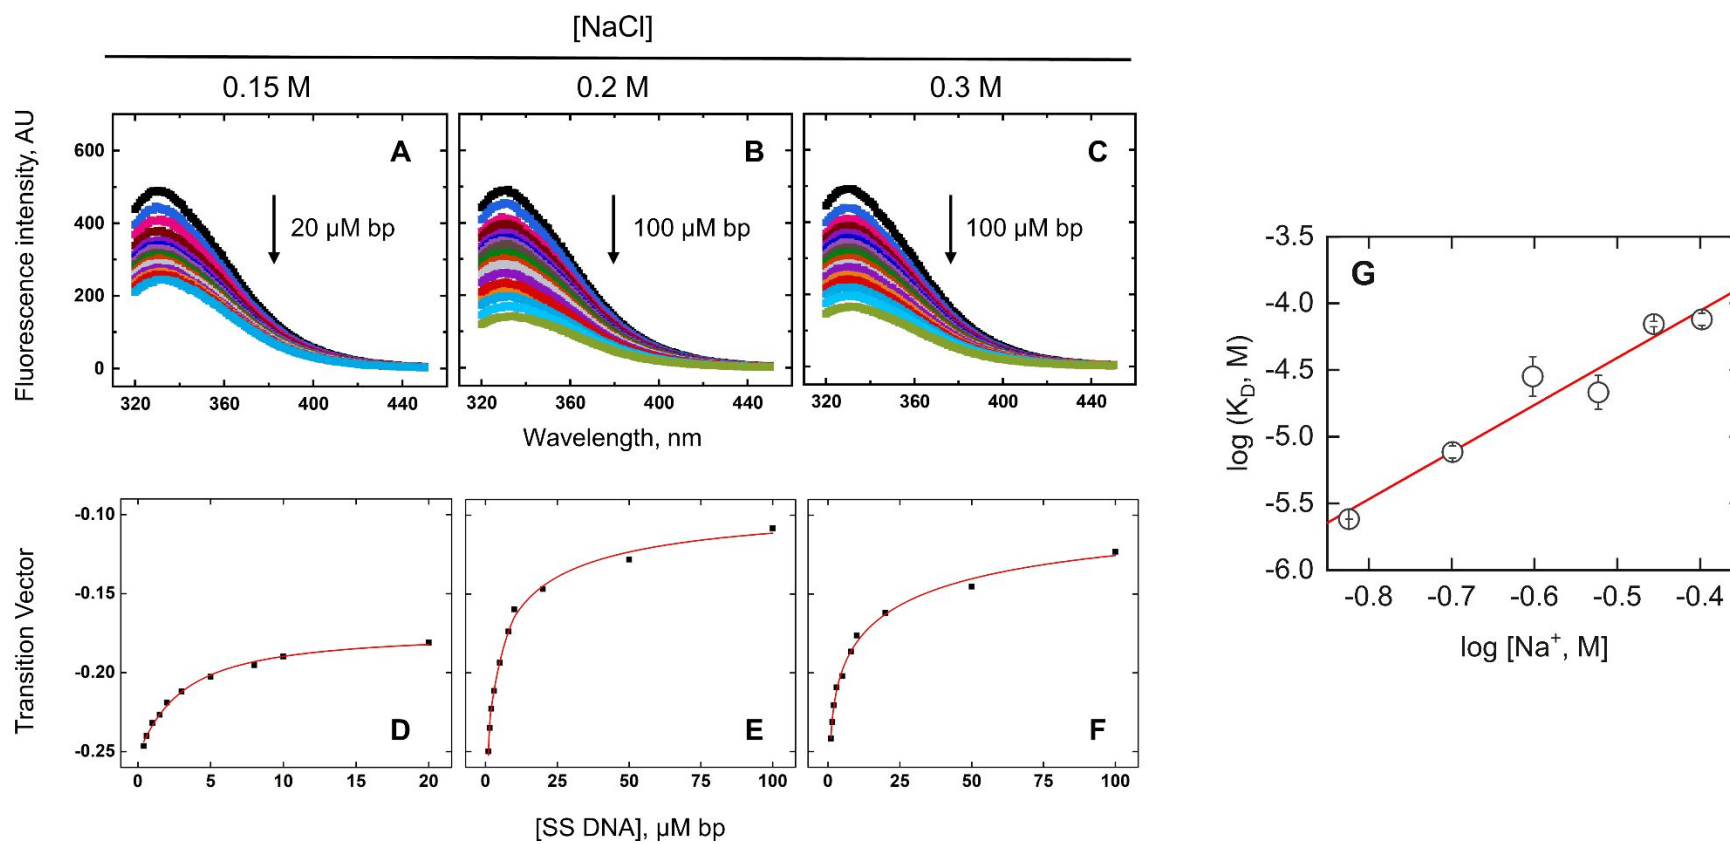 [NaCl]
0.15 M 0.2 M 0.3 M
Fluorescence intensity, AU
600
400
200
0
A
20 µM bp
B
100 µM bp
C
100 µM bp
320 360 400 440
320 360 400 440
320 360 400 440
Wavelength, nm
Transition Vector
-0.10
-0.15
-0.20
-0.25
D
E
F
0 5 10 15 20
0 25 50 75 100
0 25 50 75 100
[SS DNA], µM bp
G
log (K_D, M)
-3.5
-4.0
-4.5
-5.0
-5.5
-6.0
-0.8 -0.7 -0.6 -0.5 -0.4
log [Na⁺, M]